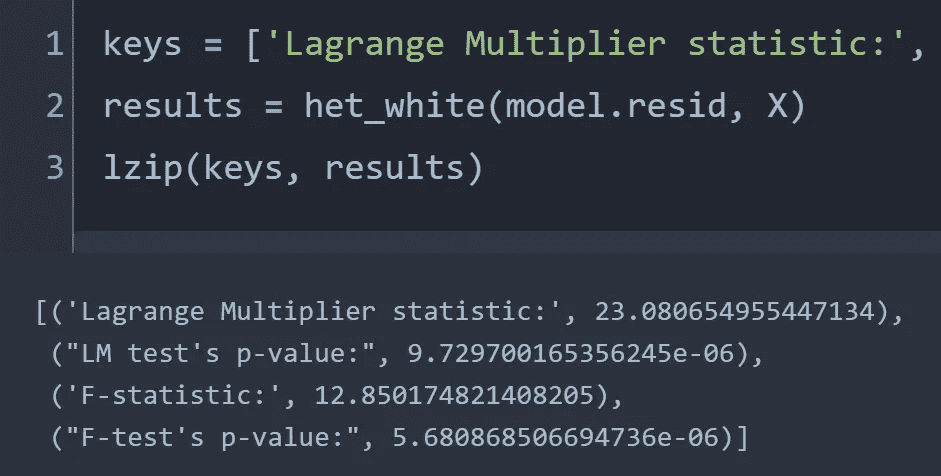 1 keys = ['Lagrange Multiplier statistic:',
2 results = het_white(model.resid, X)
3 lzip(keys, results)
[('Lagrange Multiplier statistic:', 23.080654955447134),
("LM test's p-value:", 9.729700165356245e-06),
('F-statistic:', 12.850174821408205),
("F-test's p-value:", 5.680868506694736e-06)]